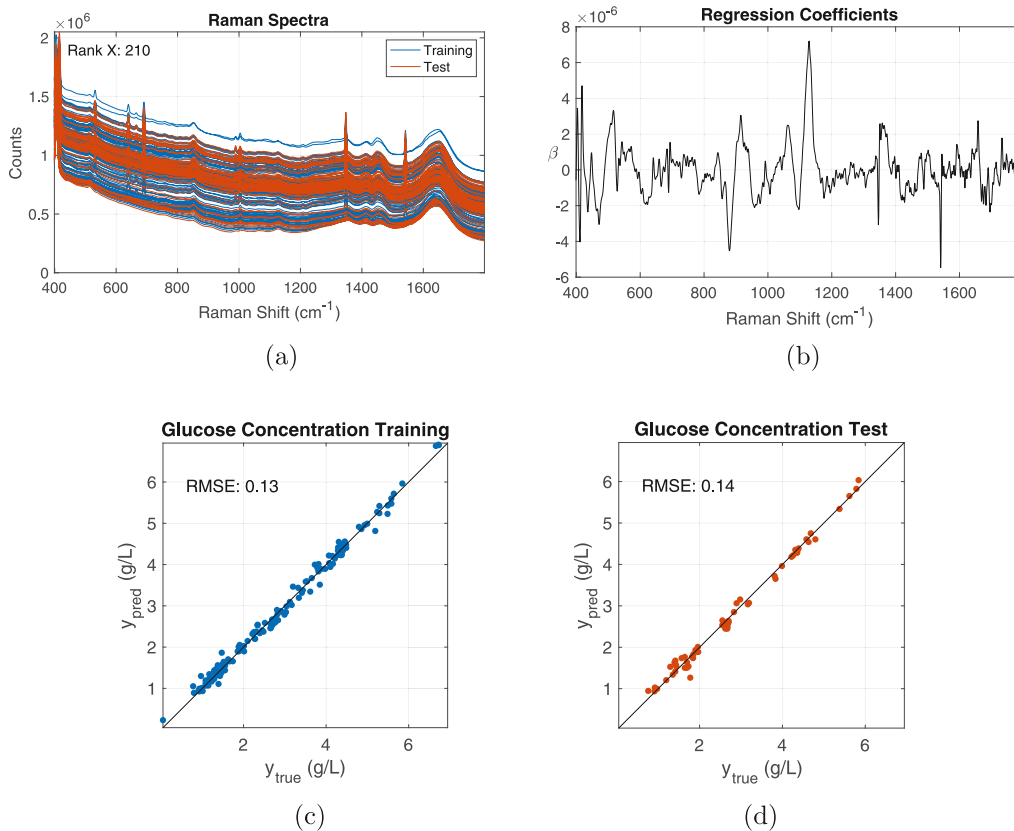 Raman Spectra
×10⁶
Rank X: 210
Training
Test
2
1.5
1
0.5
0
Counts
400 600 800 1000 1200 1400 1600
Raman Shift (cm⁻¹)
(a)
Regression Coefficients
×10⁻⁶
8
6
4
2
0
-2
-4
-6
β
400 600 800 1000 1200 1400 1600
Raman Shift (cm⁻¹)
(b)
Glucose Concentration Training
RMSE: 0.13
6
5
4
3
2
1
y_pred (g/L)
2 4 6
y_true (g/L)
(c)
Glucose Concentration Test
RMSE: 0.14
6
5
4
3
2
1
y_pred (g/L)
2 4 6
y_true (g/L)
(d)